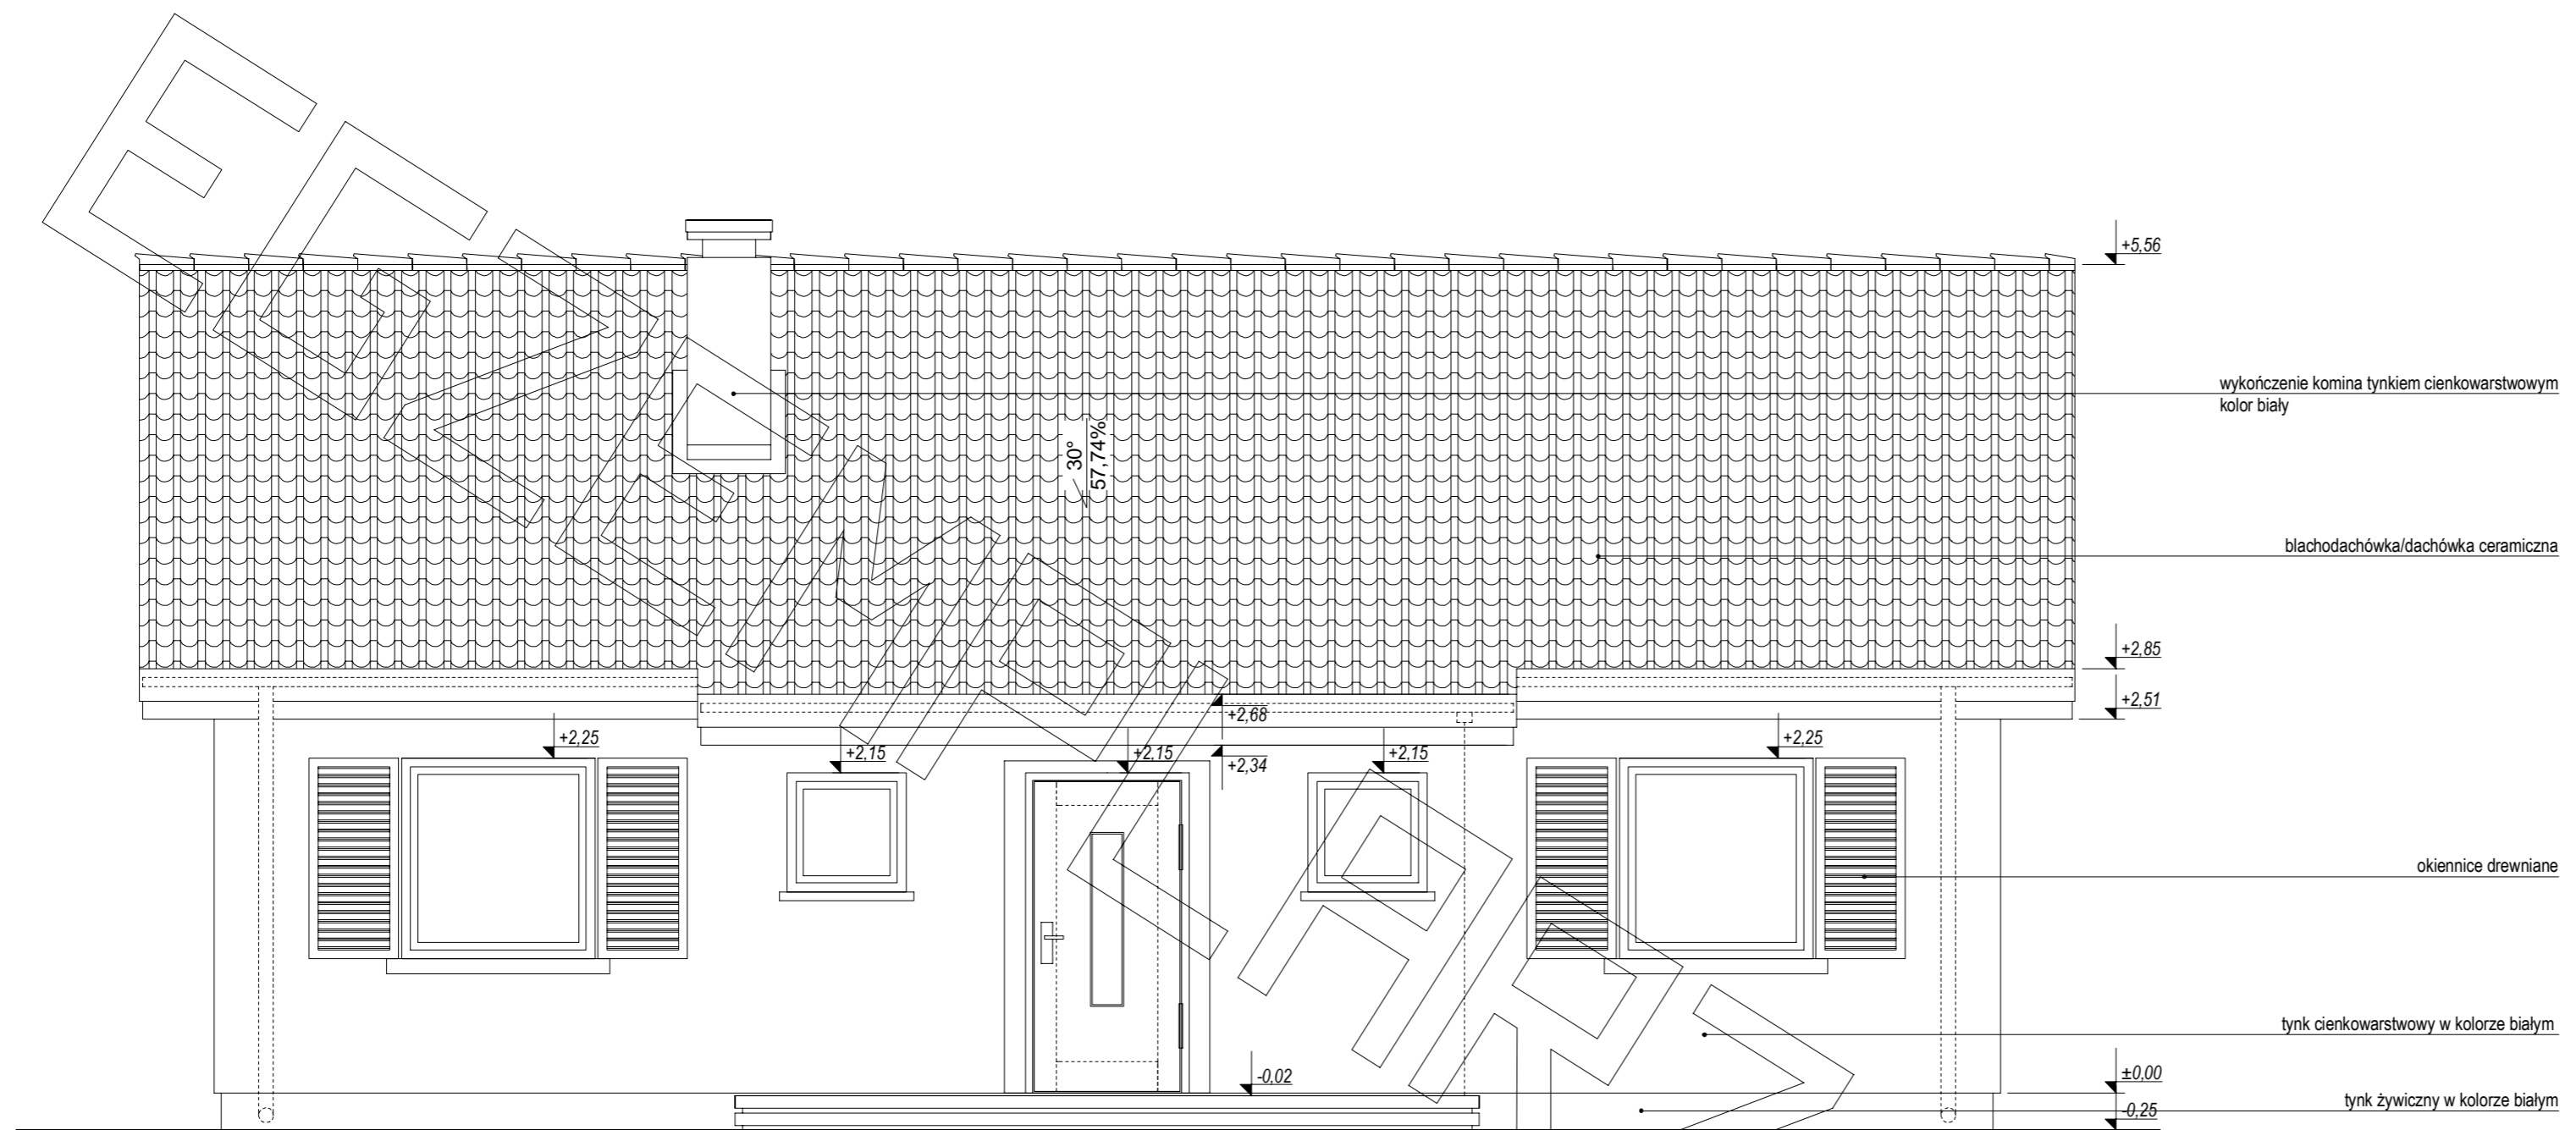 +5,56
wykończenie komina tynkiem cienkowarstwowym
kolor biały
30°
57,74%
blachodachówka/dachówka ceramiczna
+2,85
+2,51
+2,68
+2,25
+2,15
+2,15
+2,34
+2,15
+2,25
okiennice drewniane
tynk cienkowarstwowy w kolorze białym
-0,02
±0,00
tynk żywiczny w kolorze białym
-0,25